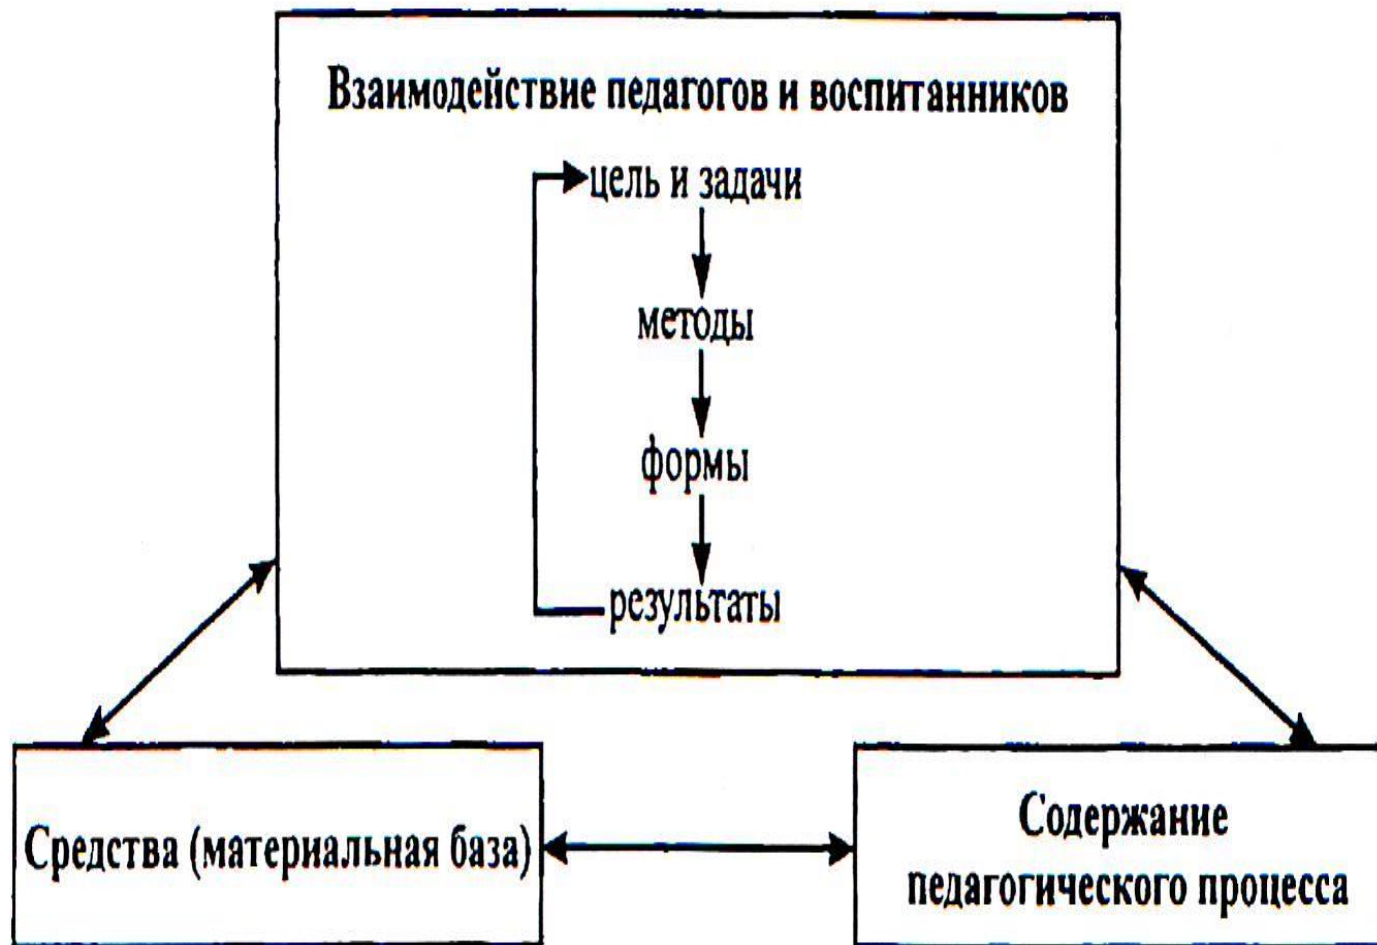 Взаимодействие педагогов и воспитанников
цель и задачи
методы
формы
результаты
Средства (материальная база)
Содержание
педагогического процесса